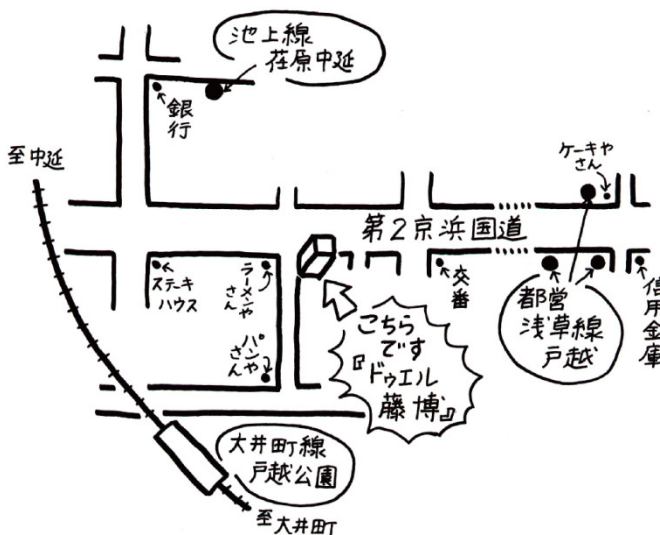 池上線
荏原中延
銀行
至中延
ケーキや
さん
第2京浜国道
ステーキ
ハウス
ラーメンや
さん
交番
都営
浅草線
戸越
信用金庫
こちら
です
『ドゥエル
藤博』
パンや
さん
大井町線
戸越公園
至大井町